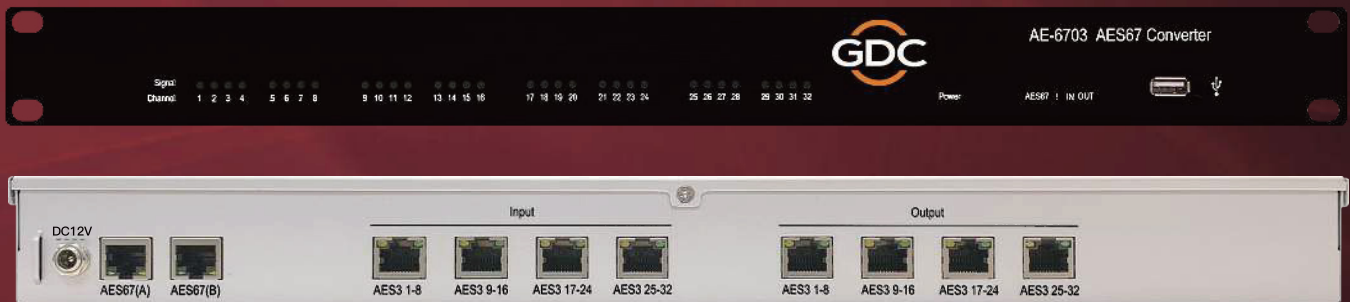 GDC
AE-6703 AES67 Converter
Signal
Channel 1 2 3 4 5 6 7 8 9 10 11 12 13 14 15 16 17 18 19 20 21 22 23 24 25 26 27 28 29 30 31 32 Power AES67 ! IN OUT
Input Output
DC12V
AES67(A) AES67(B) AES3 1-8 AES3 9-16 AES3 17-24 AES3 25-32 AES3 1-8 AES3 9-16 AES3 17-24 AES3 25-32